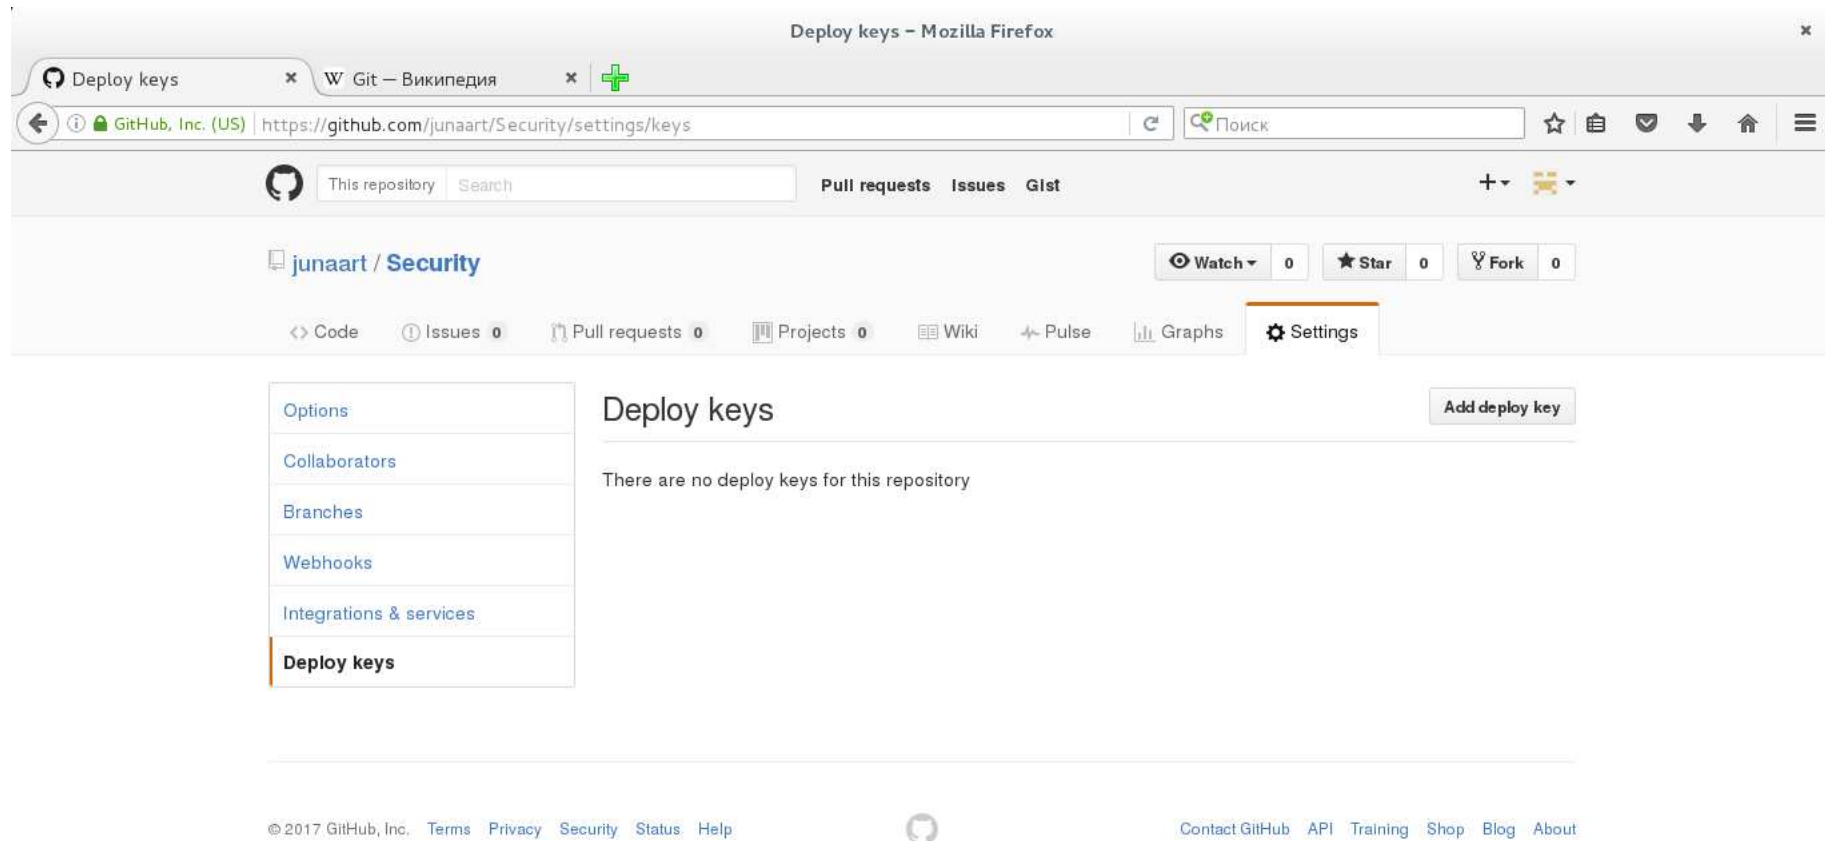 Deploy keys – Mozilla Firefox
Deploy keys W Git — Википедия
GitHub, Inc. (US) https://github.com/junaart/Security/settings/keys Поиск
This repository Search Pull requests Issues Gist
junaart / Security Watch 0 Star 0 Fork 0
Code Issues 0 Pull requests 0 Projects 0 Wiki Pulse Graphs Settings
Options
Collaborators
Branches
Webhooks
Integrations & services
Deploy keys
Deploy keys Add deploy key
There are no deploy keys for this repository
© 2017 GitHub, Inc. Terms Privacy Security Status Help Contact GitHub API Training Shop Blog About